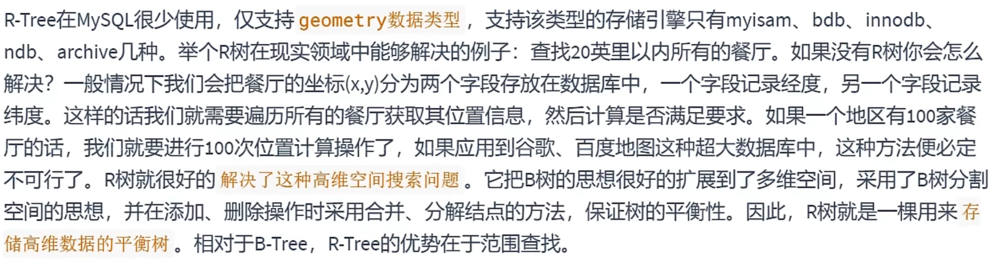 R-Tree在MySQL很少使用，仅支持 geometry数据类型 ，支持该类型的存储引擎只有myisam、bdb、innodb、
ndb、archive几种。举个R树在现实领域中能够解决的例子：查找20英里以内所有的餐厅。如果没有R树你会怎么
解决？一般情况下我们会把餐厅的坐标(x,y)分为两个字段存放在数据库中，一个字段记录经度，另一个字段记录
纬度。这样的话我们就需要遍历所有的餐厅获取其位置信息，然后计算是否满足要求。如果一个地区有100家餐
厅的话，我们就要进行100次位置计算操作了，如果应用到谷歌、百度地图这种超大数据库中，这种方法便必定
不可行了。R树就很好的 解决了这种高维空间搜索问题 。它把B树的思想很好的扩展到了多维空间，采用了B树分割
空间的思想，并在添加、删除操作时采用合并、分解结点的方法，保证树的平衡性。因此，R树就是一棵用来 存
储高维数据的平衡树 。相对于B-Tree，R-Tree的优势在于范围查找。